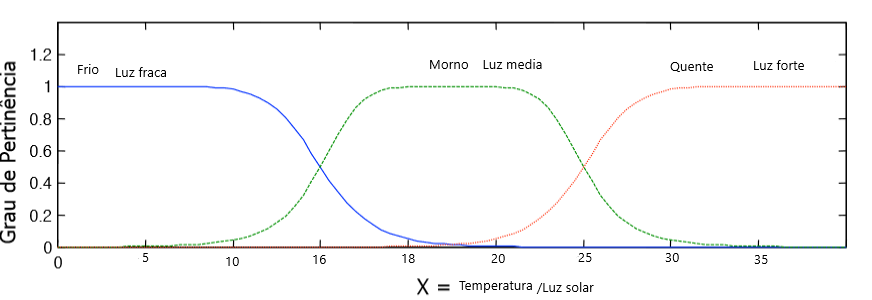 1.2
Frio Luz fraca Morno Luz media Quente Luz forte
1
0.8
0.6
0.4
0.2
0
Grau de Pertinência
0 5 10 16 18 20 25 30 35
X = Temperatura /Luz solar